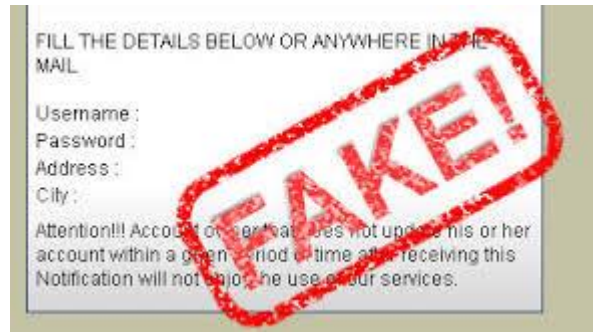 FILL THE DETAILS BELOW OR ANYWHERE IN THE
MAIL
Username :
Password :
Address :
City :
FAKE!
Attention!!! Account owner that does not update his or her
account within a given period of time after receiving this
Notification will not enjoy the use of our services.